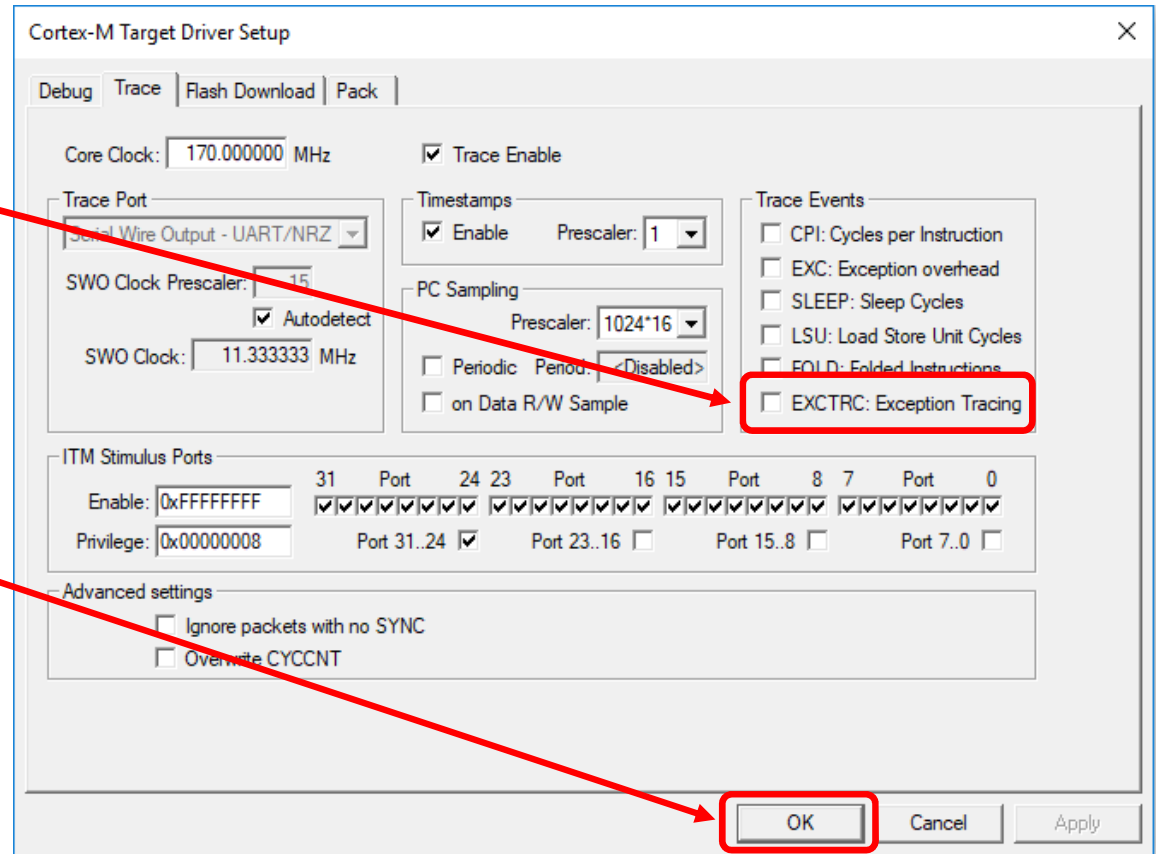 Cortex-M Target Driver Setup
Debug Trace Flash Download Pack
Core Clock: 170.000000 MHz
Trace Enable
Trace Port
Serial Wire Output - UART/NRZ
SWO Clock Prescaler: 15
Autodetect
SWO Clock: 11.333333 MHz
Timestamps
Enable Prescaler: 1
PC Sampling
Prescaler: 1024*16
Periodic Period: <Disabled>
on Data R/W Sample
Trace Events
CPI: Cycles per Instruction
EXC: Exception overhead
SLEEP: Sleep Cycles
LSU: Load Store Unit Cycles
FOLD: Folded Instructions
EXCTRC: Exception Tracing
ITM Stimulus Ports
31 Port 24 23 Port 16 15 Port 8 7 Port 0
Enable: 0xFFFFFFFF
Privilege: 0x00000008 Port 31..24 Port 23..16 Port 15..8 Port 7..0
Advanced settings
Ignore packets with no SYNC
Overwrite CYCCNT
OK Cancel Apply